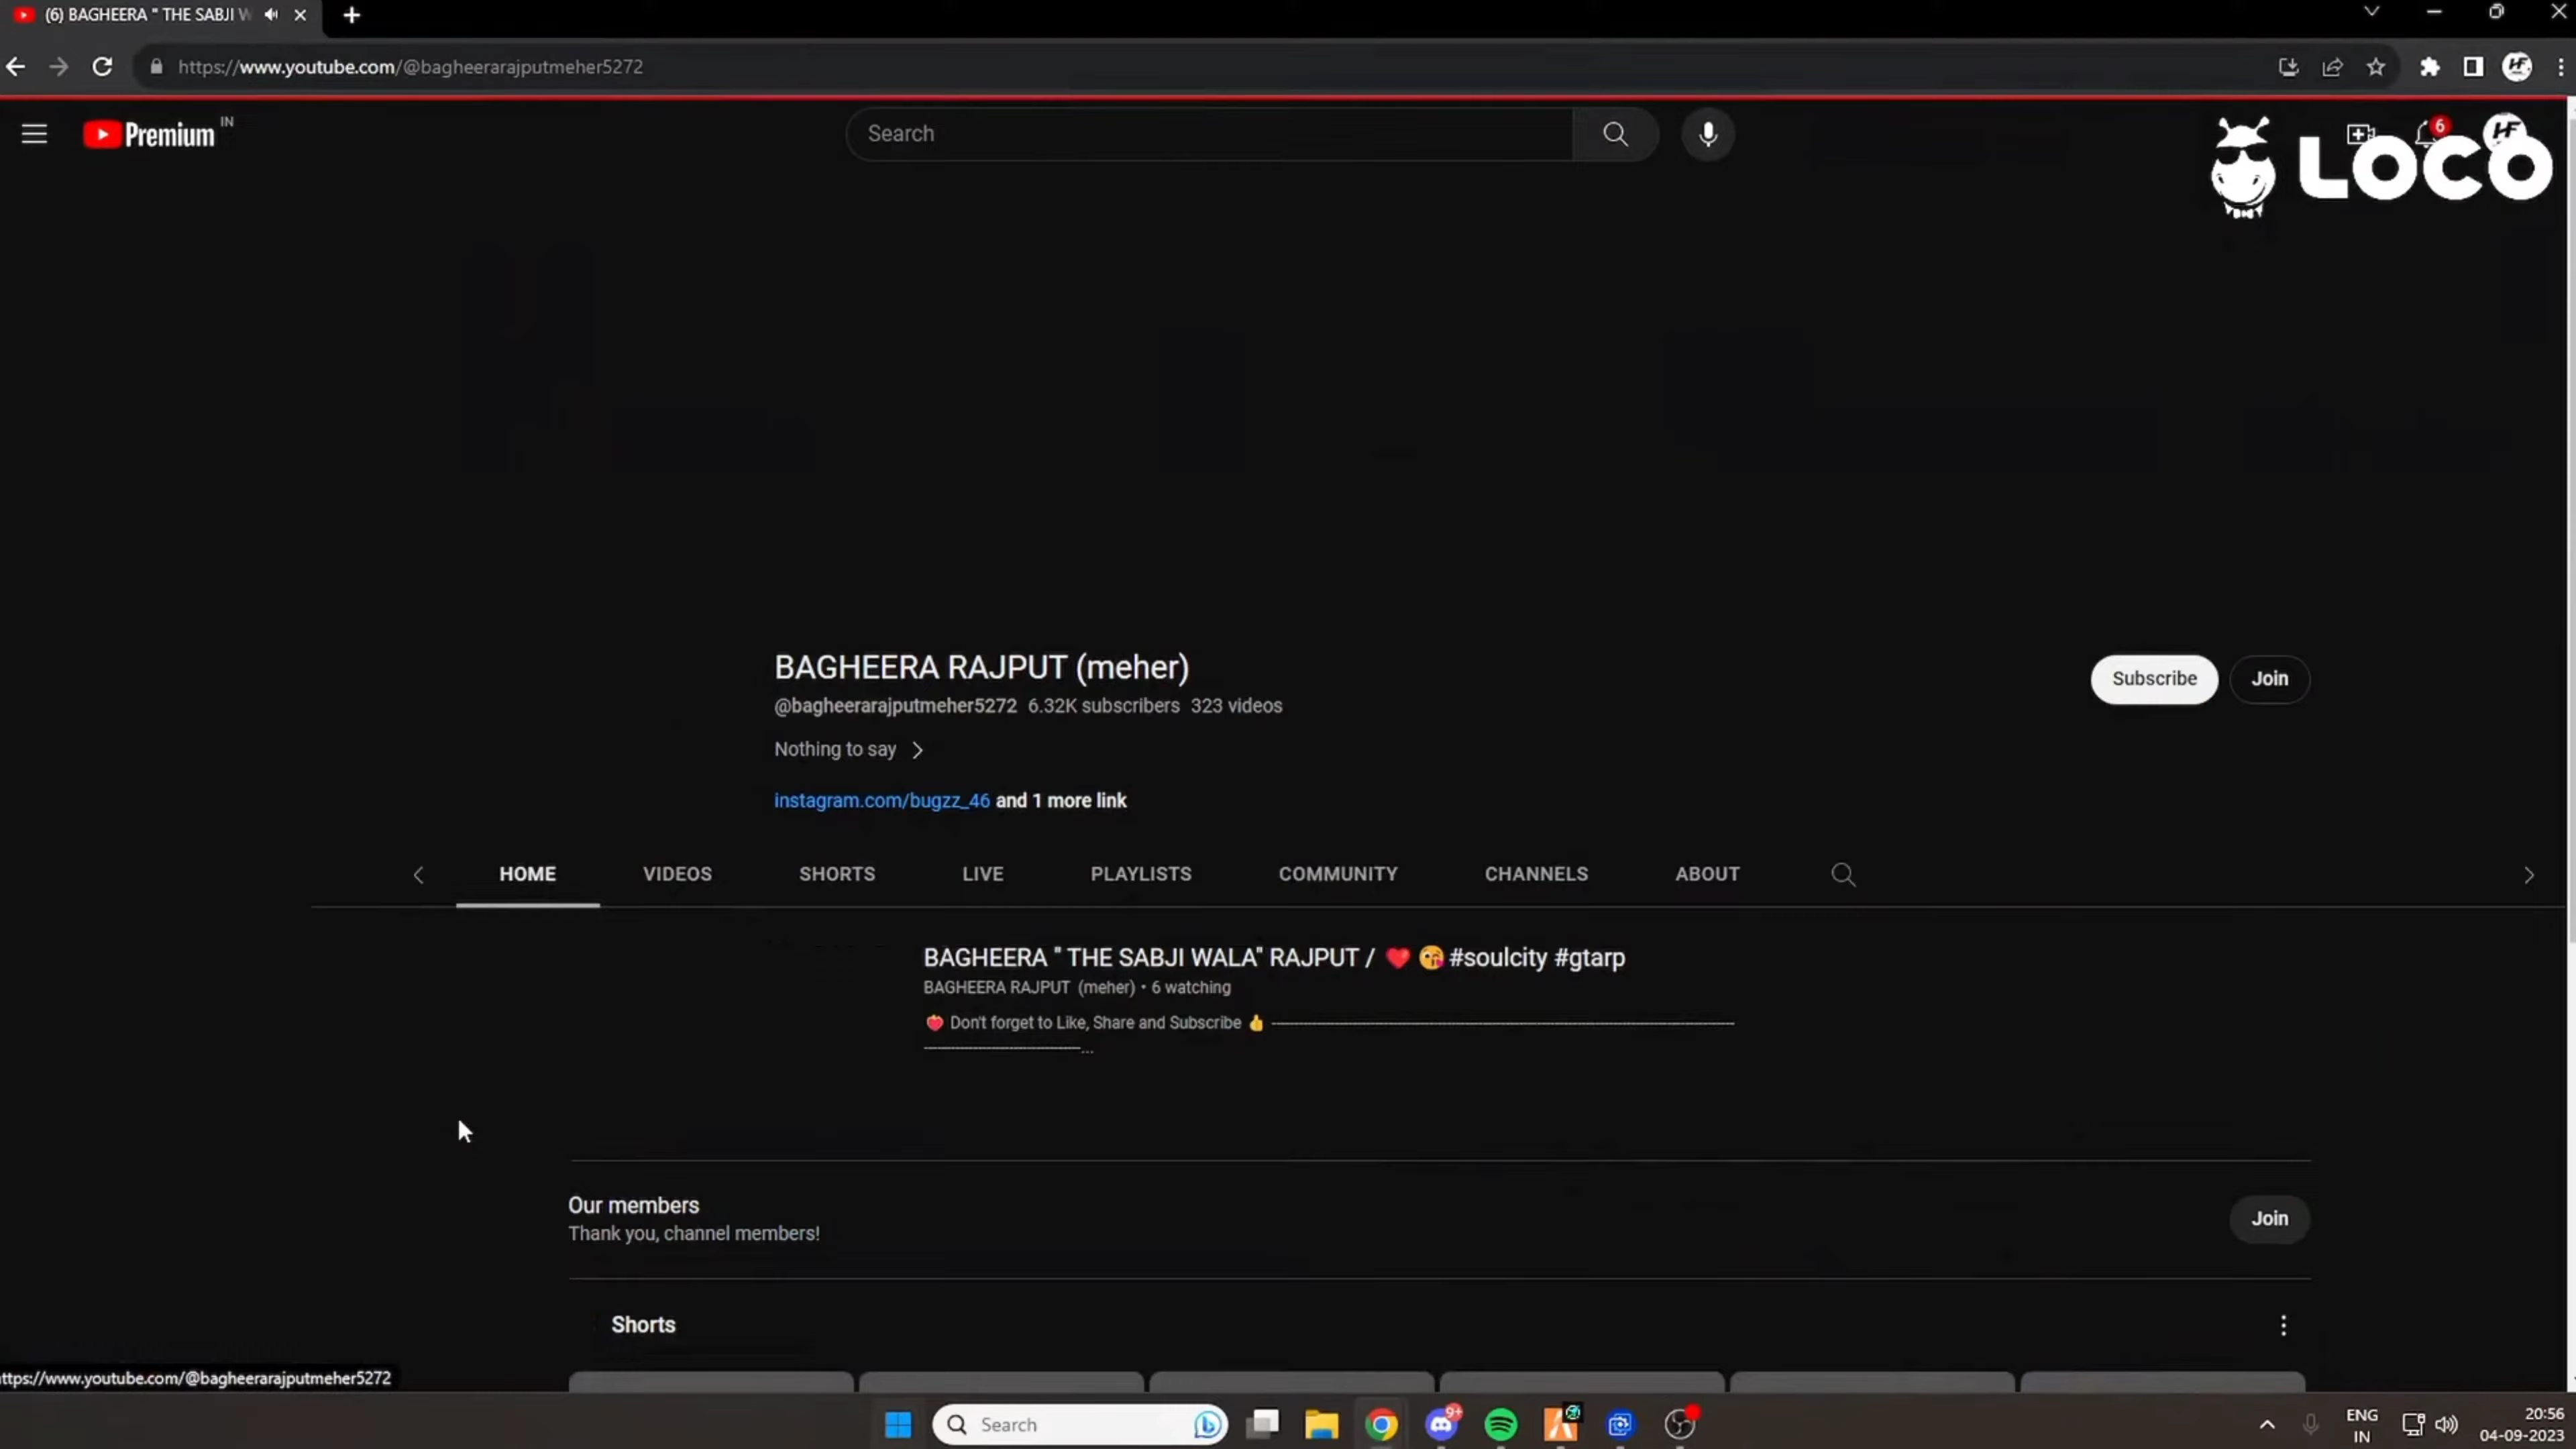 (6) BAGHEERA " THE SABJI W
https://www.youtube.com/@bagheerarajputmeher5272
Premium IN
Search
6
HF
LOCO
BAGHEERA RAJPUT (meher)
@bagheerarajputmeher5272 6.32K subscribers 323 videos
Nothing to say
Subscribe
Join
instagram.com/bugzz_46 and 1 more link
HOME VIDEOS SHORTS LIVE PLAYLISTS COMMUNITY CHANNELS ABOUT
BAGHEERA " THE SABJI WALA" RAJPUT / ❤️ 😘 #soulcity #gtarp
BAGHEERA RAJPUT (meher) • 6 watching
Don't forget to Like, Share and Subscribe 👍 ------------------------------------------------------------
--------------------...
Our members
Thank you, channel members!
Join
Shorts
ttps://www.youtube.com/@bagheerarajputmeher5272
Search
9+
ENG
IN
20:56
04-09-2023